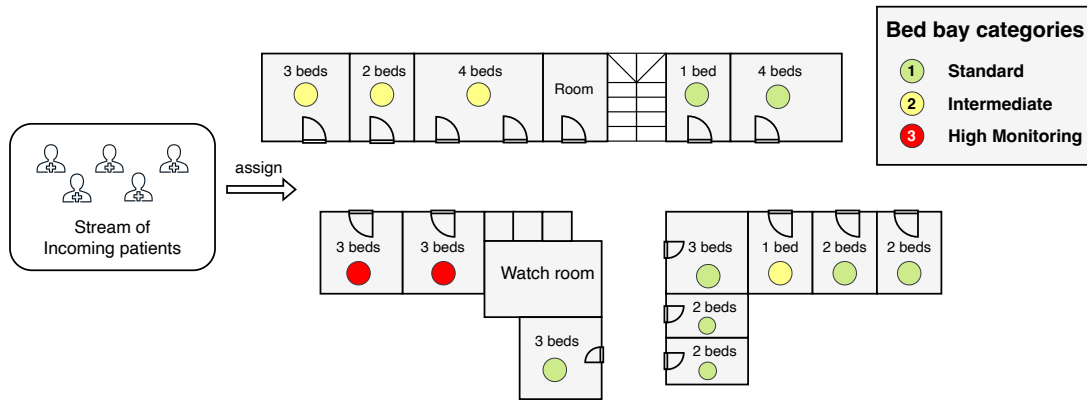 Bed bay categories
1 Standard
2 Intermediate
3 High Monitoring
3 beds
2 beds
4 beds
Room
1 bed
4 beds
Stream of
Incoming patients
assign
3 beds
3 beds
Watch room
3 beds
3 beds
1 bed
2 beds
2 beds
2 beds
2 beds